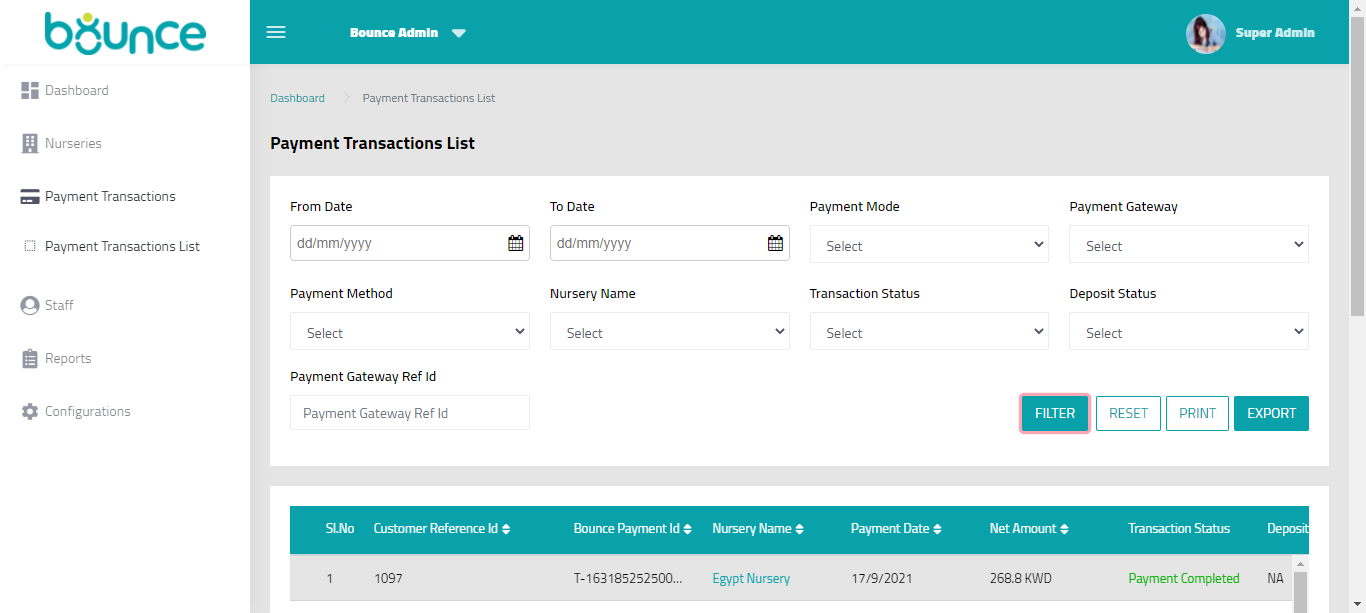 bounce
Bounce Admin
Super Admin
Dashboard
Nurseries
Payment Transactions
Payment Transactions List
Staff
Reports
Configurations
Dashboard Payment Transactions List
Payment Transactions List
From Date To Date Payment Mode Payment Gateway
dd/mm/yyyy dd/mm/yyyy Select Select
Payment Method Nursery Name Transaction Status Deposit Status
Select Select Select Select
Payment Gateway Ref Id
Payment Gateway Ref Id FILTER RESET PRINT EXPORT
Sl.No Customer Reference Id Bounce Payment Id Nursery Name Payment Date Net Amount Transaction Status Deposit
1 1097 T-163185252500... Egypt Nursery 17/9/2021 268.8 KWD Payment Completed NA